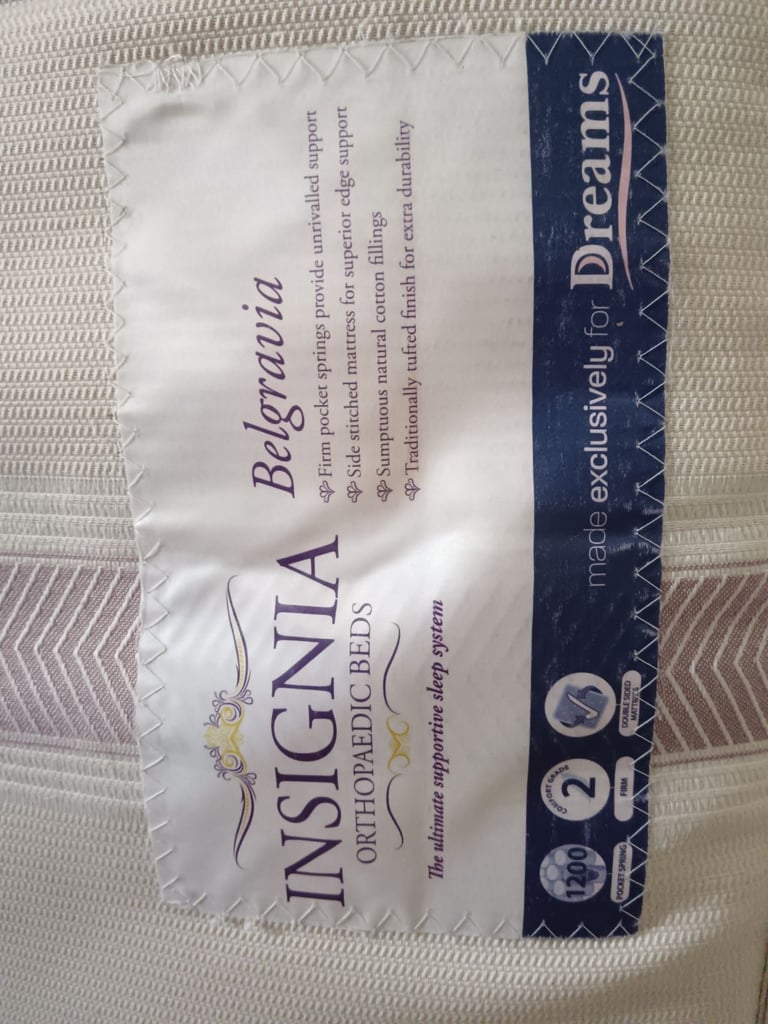 INSIGNIA
ORTHOPAEDIC BEDS
The ultimate supportive sleep system
Belgravia
Firm pocket springs provide unrivalled support
Side stitched mattress for superior edge support
Sumptuous natural cotton fillings
Traditionally tufted finish for extra durability
1200
POCKET SPRING
COMFORT GRADE
2
FIRM
DOUBLE SIDED
MATTRESS
made exclusively for Dreams